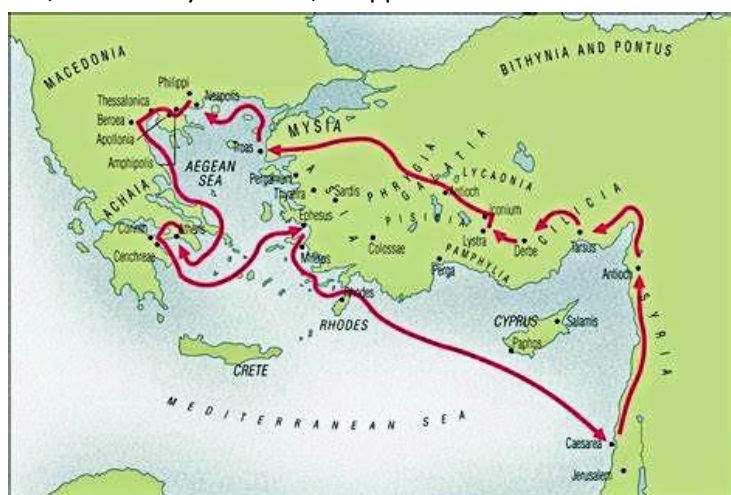 MACEDONIA
BITHYNIA AND PONTUS
Philippi
Neapolis
Thessalonica
Beroea
Apollonia
Amphipolis
MYSIA
Troas
AEGEAN
SEA
PHRYGIA
GALATIA
LYCAONIA
Antioch
Pergamum
Thyatira
Sardis
ASIA
ACHAIA
Iconium
CILICIA
PISIDIA
Ephesus
Corinth
Athens
Cenchreae
Lystra
Derbe
Tarsus
Colossae
Miletus
PAMPHYLIA
Perga
Antioch
SYRIA
Rhodes
RHODES
CYPRUS
Salamis
Paphos
CRETE
MEDITERRANEAN SEA
Caesarea
Jerusalem